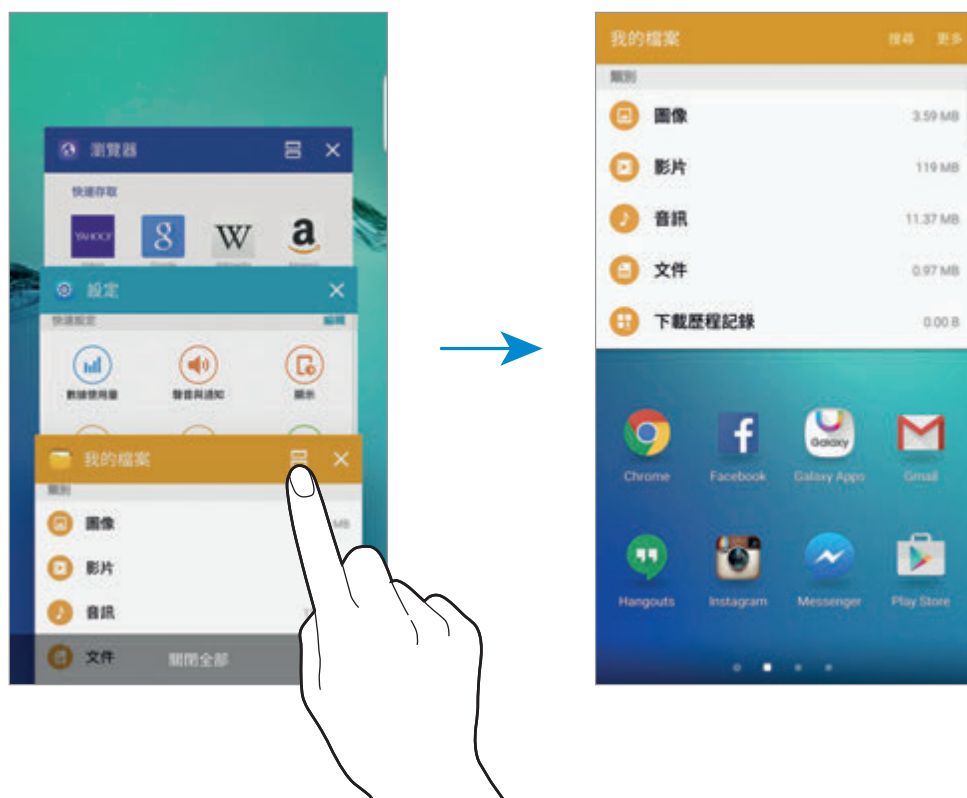 瀏覽器
快速存取
YAHOO!
8
W
a
設定
快速設定 編輯
數據使用量 聲音與通知 顯示
我的檔案
類別
圖像 MB
影片
音訊
文件 關閉全部
我的檔案 搜尋 更多
類別
圖像 3.59 MB
影片 119 MB
音訊 11.37 MB
文件 0.97 MB
下載歷程記錄 0.00 B
Galaxy
Chrome Facebook Galaxy Apps Gmail
Hangouts Instagram Messenger Play Store